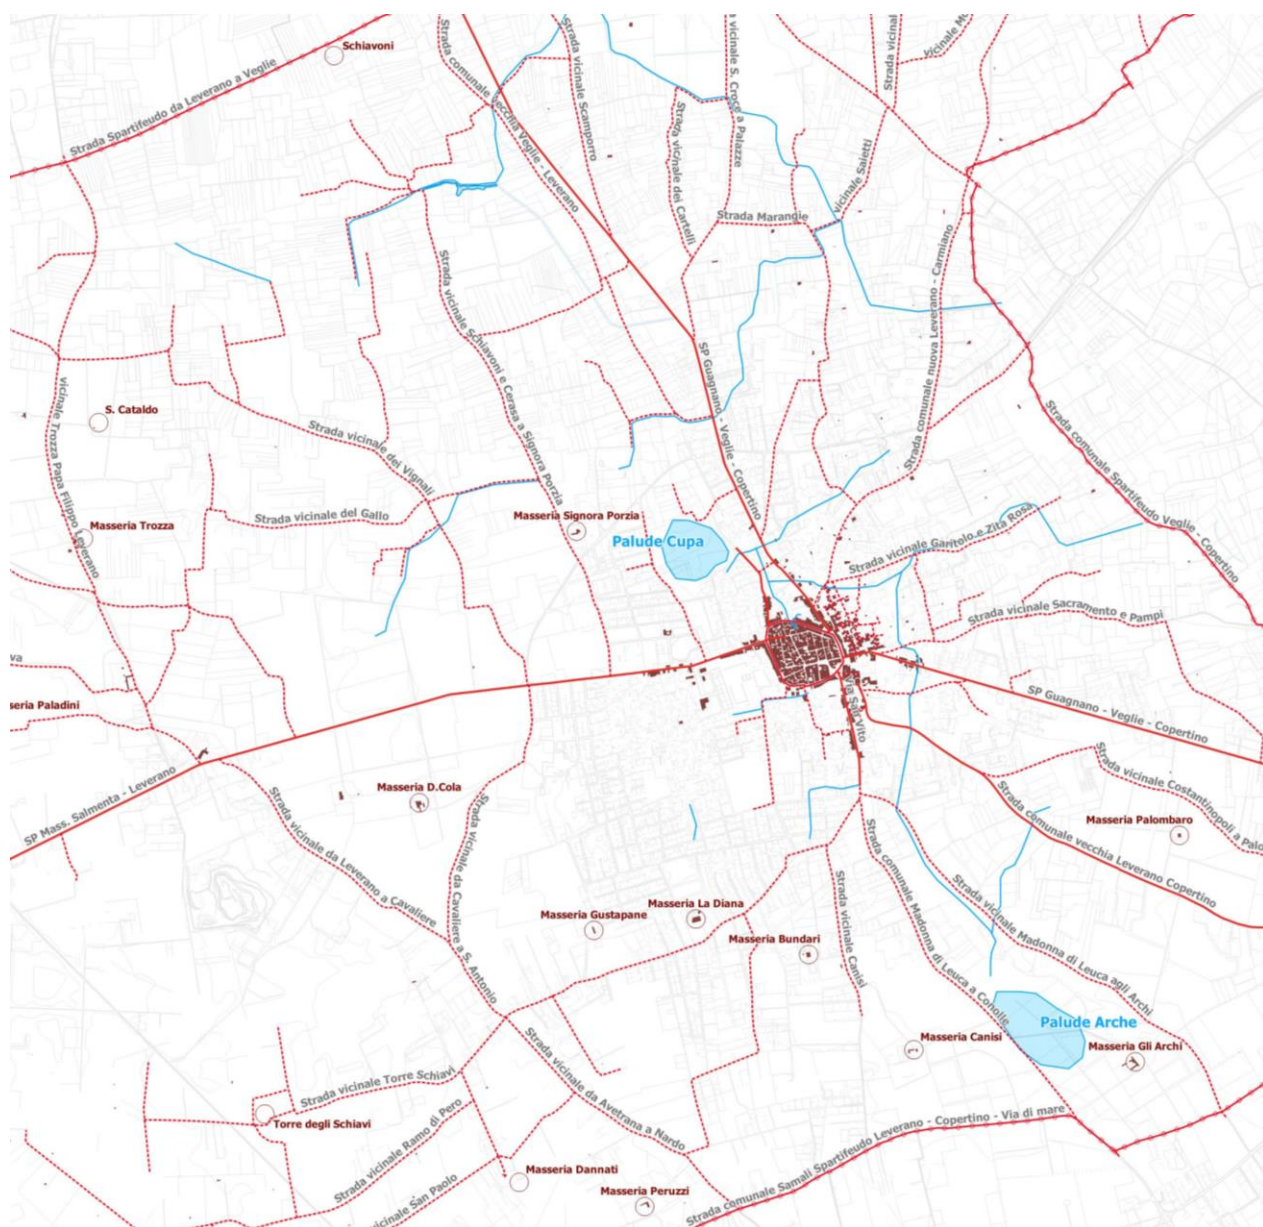 Schiavoni
Strada Spartifeudo da Leverano a Veglie
Strada comunale vecchia Veglie - Leverano
Strada vicinale Scamporro
Strada vicinale dei Cartelli
vicinale S. Croce a Palazze
Strada vicinal
vicinale Mu
Strada Marangie
vicinale Saietti
Strada vicinale Schiavoni e Cerasa a Signora Porzia
SP Guagnano - Veglie - Copertino
Strada comunale nuova Leverano - Carmiano
Strada comunale Spartifeudo Veglie - Copertino
vicinale Trozza Papa Filippo Leverano
S. Cataldo
Strada vicinale dei Vignali
Strada vicinale del Gallo
Masseria Trozza
Masseria Signora Porzia
Palude Cupa
Strada vicinale Garitolo e Zita Rosa
Strada vicinale Sacramento e Pampi
va
seria Paladini
Via San Vito
SP Guagnano - Veglie - Copertino
SP Mass. Salmenta - Leverano
Masseria D.Cola
Strada vicinale da Leverano a Cavaliere
Strada vicinale da Cavaliere a S. Antonio
Strada vicinale Costantinopoli a Palo
Masseria Palombaro
Strada comunale vecchia Leverano Copertino
Masseria Gustapane
Masseria La Diana
Masseria Bundari
Strada vicinale Canisi
Strada comunale Madonna di Leuca a Conolle
Strada vicinale Madonna di Leuca agli Archi
Palude Arche
Masseria Canisi
Masseria Gli Archi
Strada vicinale Torre Schiavi
Torre degli Schiavi
Strada vicinale Ramo di Pero
Strada vicinale da Avetrana a Nardo
Masseria Dannati
Masseria Peruzzi
vicinale San Paolo
Strada comunale Samali Spartifeudo Leverano - Copertino - Via di mare